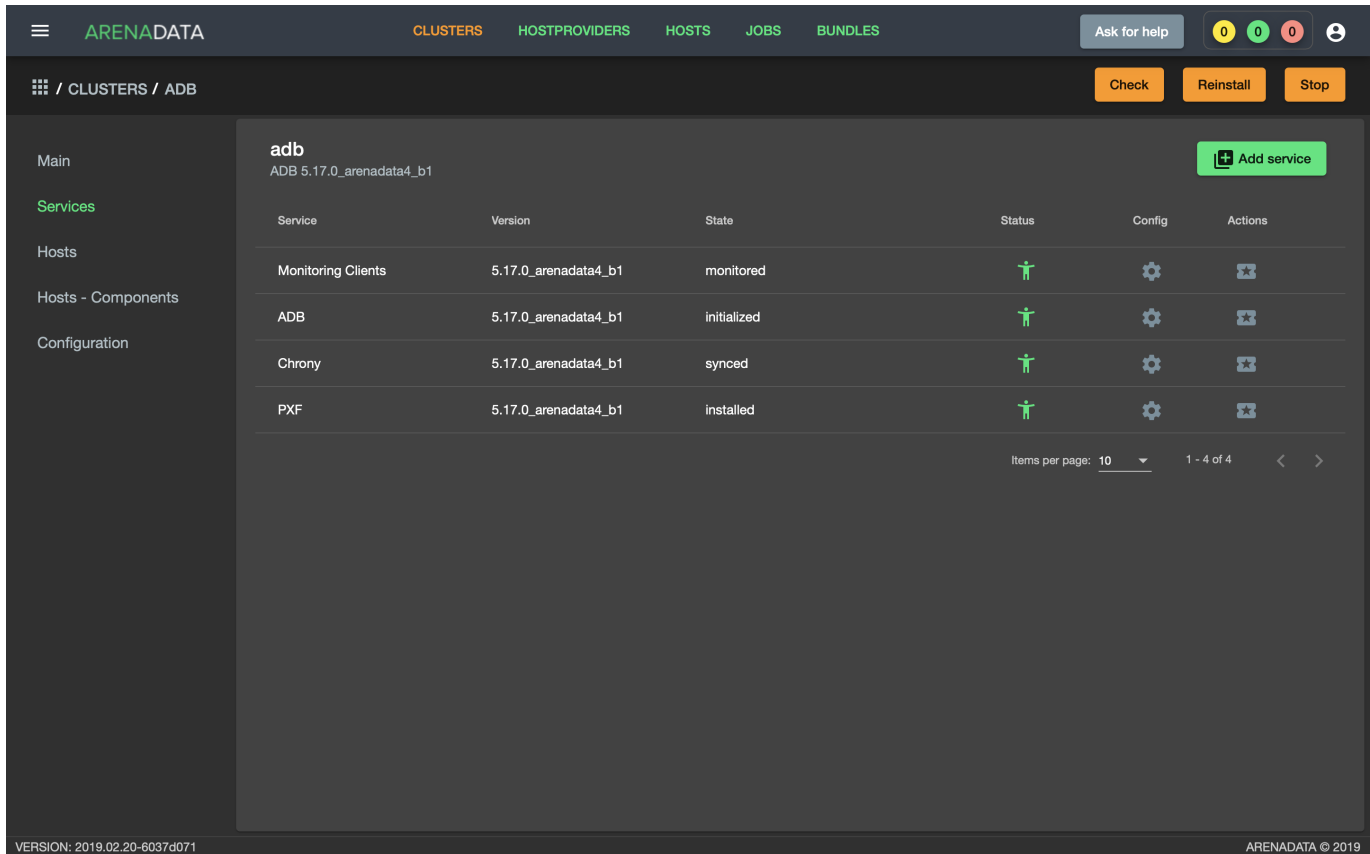 ARENADATA CLUSTERS HOSTPROVIDERS HOSTS JOBS BUNDLES Ask for help 0 0 0
/ CLUSTERS / ADB Check Reinstall Stop
Main
Services
Hosts
Hosts - Components
Configuration
adb
ADB 5.17.0_arenadata4_b1
Add service
Service Version State Status Config Actions
Monitoring Clients 5.17.0_arenadata4_b1 monitored
ADB 5.17.0_arenadata4_b1 initialized
Chrony 5.17.0_arenadata4_b1 synced
PXF 5.17.0_arenadata4_b1 installed
Items per page: 10 1 - 4 of 4
VERSION: 2019.02.20-6037d071 ARENADATA © 2019